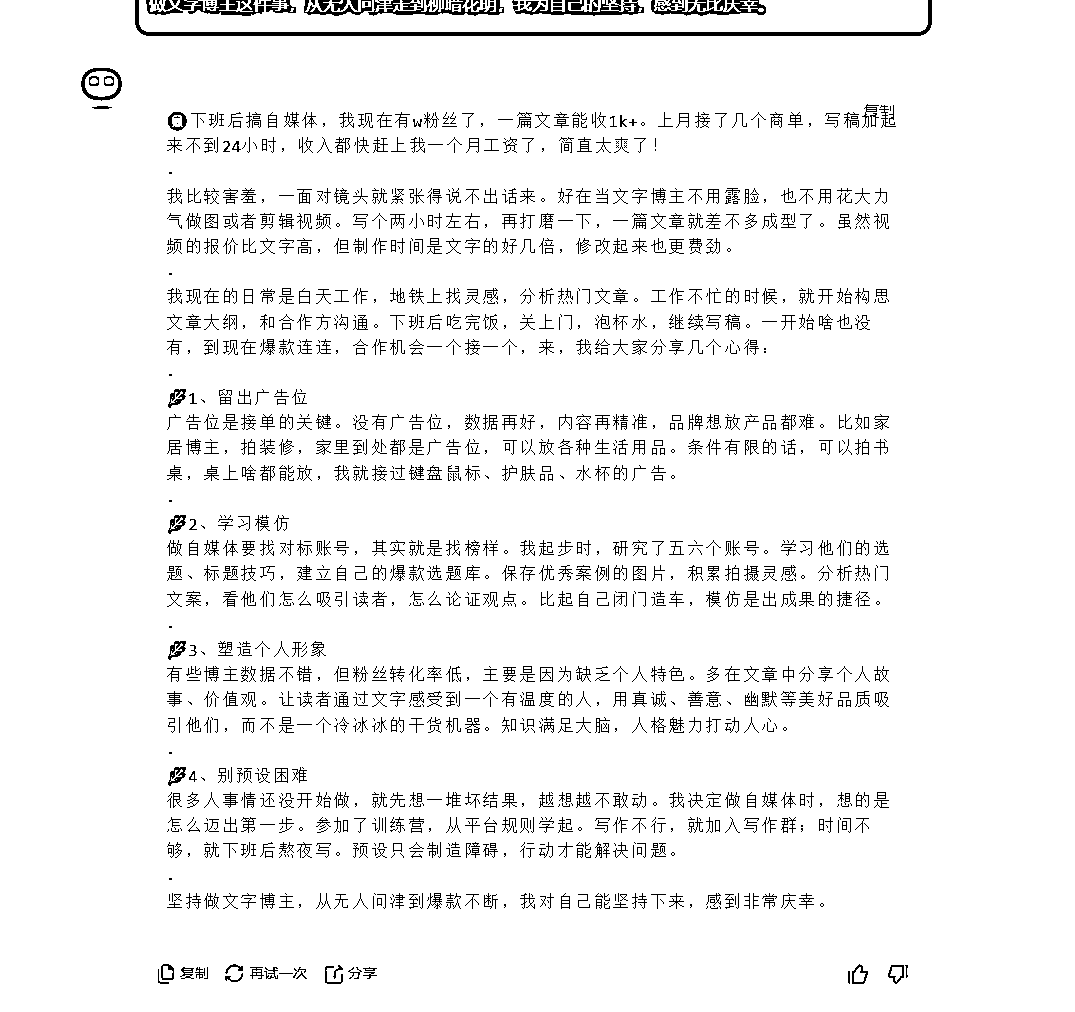 做文字博主这件事，从无人问津走到柳暗花明，我为自己的坚持，感到无比庆幸。
下班后搞自媒体，我现在有w粉丝了，一篇文章能收1k+。上月接了几个商单，写稿加起
复制
来不到24小时，收入都快赶上我一个月工资了，简直太爽了！
.
我比较害羞，一面对镜头就紧张得说不出话来。好在当文字博主不用露脸，也不用花大力
气做图或者剪辑视频。写个两小时左右，再打磨一下，一篇文章就差不多成型了。虽然视
频的报价比文字高，但制作时间是文字的好几倍，修改起来也更费劲。
.
我现在的日常是白天工作，地铁上找灵感，分析热门文章。工作不忙的时候，就开始构思
文章大纲，和合作方沟通。下班后吃完饭，关上门，泡杯水，继续写稿。一开始啥也没
有，到现在爆款连连，合作机会一个接一个，来，我给大家分享几个心得：
.
1、留出广告位
广告位是接单的关键。没有广告位，数据再好，内容再精准，品牌想放产品都难。比如家
居博主，拍装修，家里到处都是广告位，可以放各种生活用品。条件有限的话，可以拍书
桌，桌上啥都能放，我就接过键盘鼠标、护肤品、水杯的广告。
.
2、学习模仿
做自媒体要找对标账号，其实就是找榜样。我起步时，研究了五六个账号。学习他们的选
题、标题技巧，建立自己的爆款选题库。保存优秀案例的图片，积累拍摄灵感。分析热门
文案，看他们怎么吸引读者，怎么论证观点。比起自己闭门造车，模仿是出成果的捷径。
.
3、塑造个人形象
有些博主数据不错，但粉丝转化率低，主要是因为缺乏个人特色。多在文章中分享个人故
事、价值观。让读者通过文字感受到一个有温度的人，用真诚、善意、幽默等美好品质吸
引他们，而不是一个冷冰冰的干货机器。知识满足大脑，人格魅力打动人心。
.
4、别预设困难
很多人事情还没开始做，就先想一堆坏结果，越想越不敢动。我决定做自媒体时，想的是
怎么迈出第一步。参加了训练营，从平台规则学起。写作不行，就加入写作群；时间不
够，就下班后熬夜写。预设只会制造障碍，行动才能解决问题。
.
坚持做文字博主，从无人问津到爆款不断，我对自己能坚持下来，感到非常庆幸。
复制 再试一次 分享